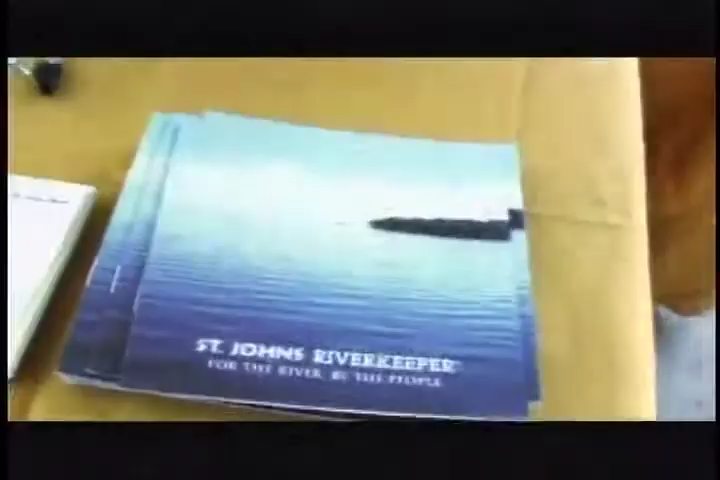 ST. JOHNS RIVERKEEPER
FOR THE RIVER, BY THE PEOPLE